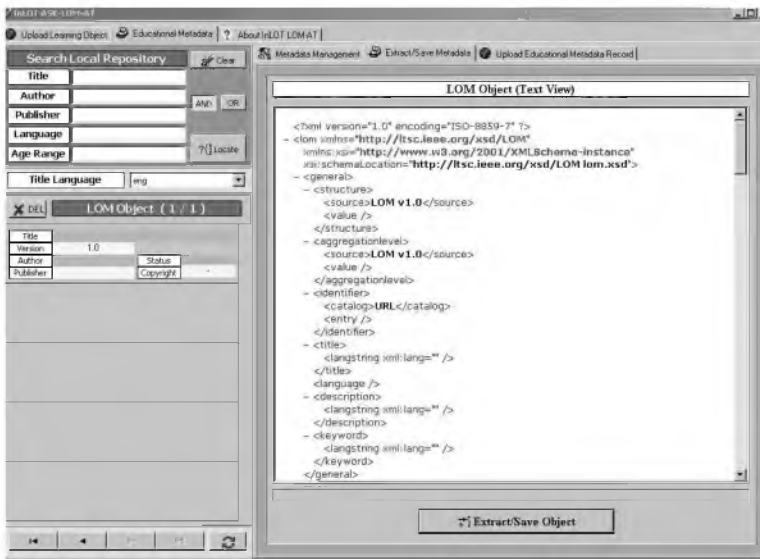 InLOT-ASK-LOM-AT
Upload Learning Object Educational Metadata ? About InLOT LOM-AT
Search Local Repository Clear
Title
Author
Publisher
Language
Age Range
AND OR
?{} Locate
Title Language eng
DEL LOM Object ( 1 / 1 )
Title
Version 1.0
Author Status
Publisher Copyright -
Metadata Management Extract/Save Metadata Upload Educational Metadata Record
LOM Object (Text View)
<?xml version="1.0" encoding="ISO-8859-7" ?>
- <lom xmlns="http://ltsc.ieee.org/xsd/LOM"
xmlns:xsi="http://www.w3.org/2001/XMLScheme-instance"
xsi:schemaLocation="http://ltsc.ieee.org/xsd/LOM lom.xsd">
- <general>
- <structure>
<source>LOM v1.0</source>
<value />
</structure>
- <aggregationlevel>
<source>LOM v1.0</source>
<value />
</aggregationlevel>
- <identifier>
<catalog>URL</catalog>
<entry />
</identifier>
- <title>
<langstring xml:lang="" />
</title>
<language />
- <description>
<langstring xml:lang="" />
</description>
- <keyword>
<langstring xml:lang="" />
</keyword>
</general>
Extract/Save Object